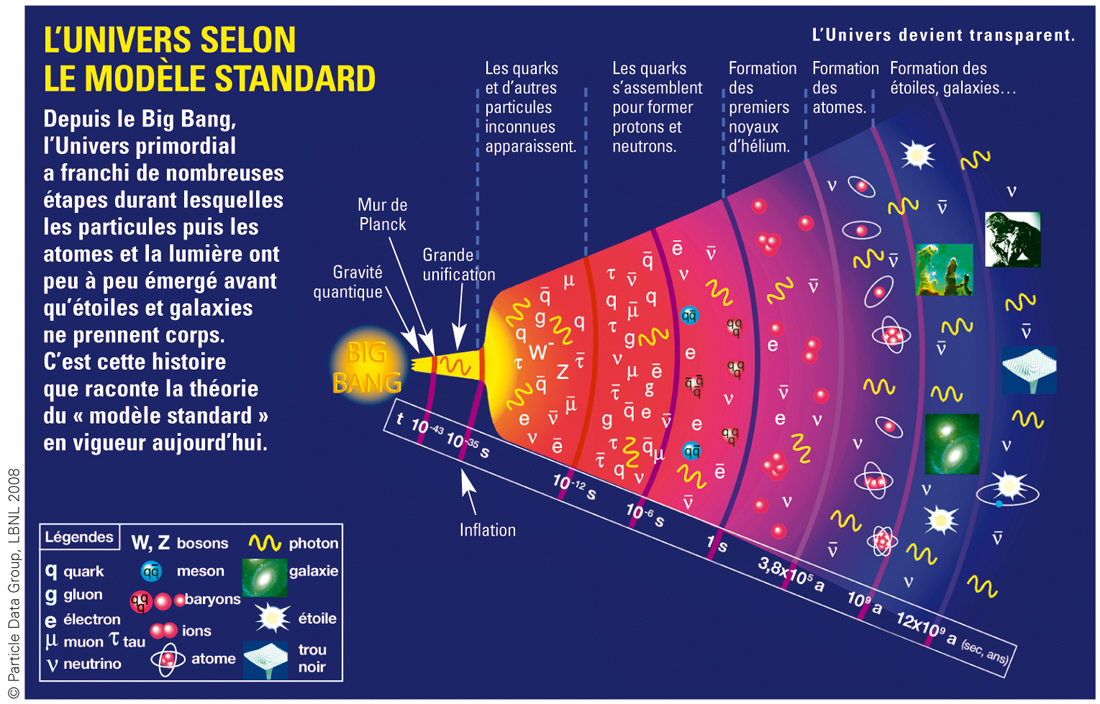 L'UNIVERS SELON
LE MODÈLE STANDARD
Depuis le Big Bang,
l'Univers primordial
a franchi de nombreuses
étapes durant lesquelles
les particules puis les
atomes et la lumière ont
peu à peu émergé avant
qu'étoiles et galaxies
ne prennent corps.
C'est cette histoire
que raconte la théorie
du « modèle standard »
en vigueur aujourd'hui.
L'Univers devient transparent.
Les quarks
et d'autres
particules
inconnues
apparaissent.
Les quarks
s'assemblent
pour former
protons et
neutrons.
Formation
des
premiers
noyaux
d'hélium.
Formation
des
atomes.
Formation des
étoiles, galaxies…
Mur de
Planck
Grande
unification
Gravité
quantique
BIG
BANG
t 10⁻⁴³ 10⁻³⁵ s
10⁻¹² s
10⁻⁶ s
1 s
3,8x10⁵ a
10⁹ a
12x10⁹ a (sec, ans)
Inflation
Légendes
W, Z bosons
photon
q quark
qq̄ meson
galaxie
g gluon
qqq baryons
e électron
étoile
μ muon τ tau
ions
ν neutrino
atome
trou
noir
© Particle Data Group, LBNL 2008